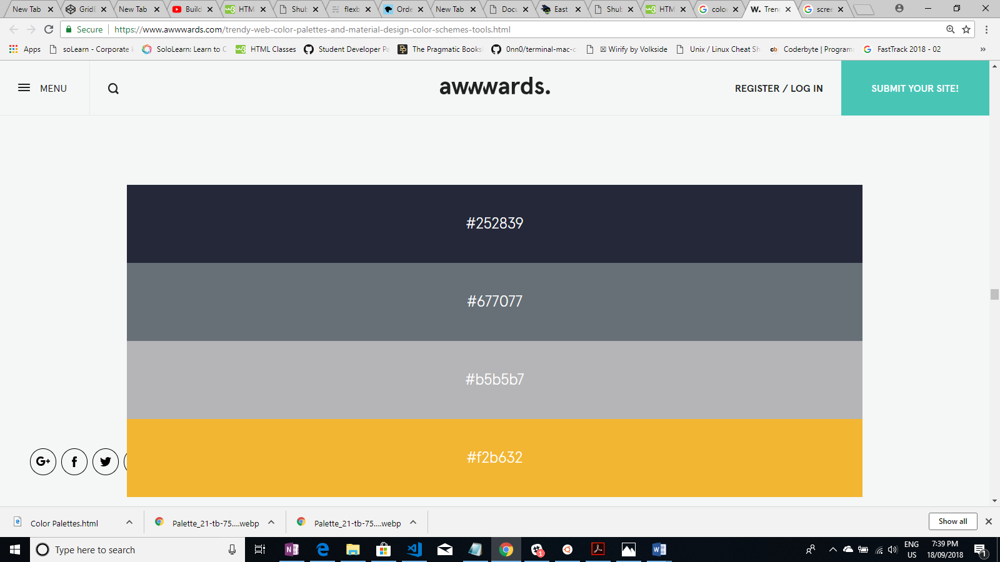 New Tab GridE New Tab Build HTM Shub flexb Orde New Tab Docu East Shub HTM colou W. Trend scree
Secure https://www.awwwards.com/trendy-web-color-palettes-and-material-design-color-schemes-tools.html
Apps soLearn - Corporate SoloLearn: Learn to C HTML Classes Student Developer Pa The Pragmatic Books 0nn0/terminal-mac-c Wirify by Volkside Unix / Linux Cheat Sh Coderbyte | Program FastTrack 2018 - 02 »
MENU awwwards. REGISTER / LOG IN SUBMIT YOUR SITE!
#252839
#677077
#b5b5b7
#f2b632
G+ f
Color Palettes.html Palette_21-tb-75....webp Palette_21-tb-75....webp Show all
Type here to search
ENG 7:39 PM
US 18/09/2018 1